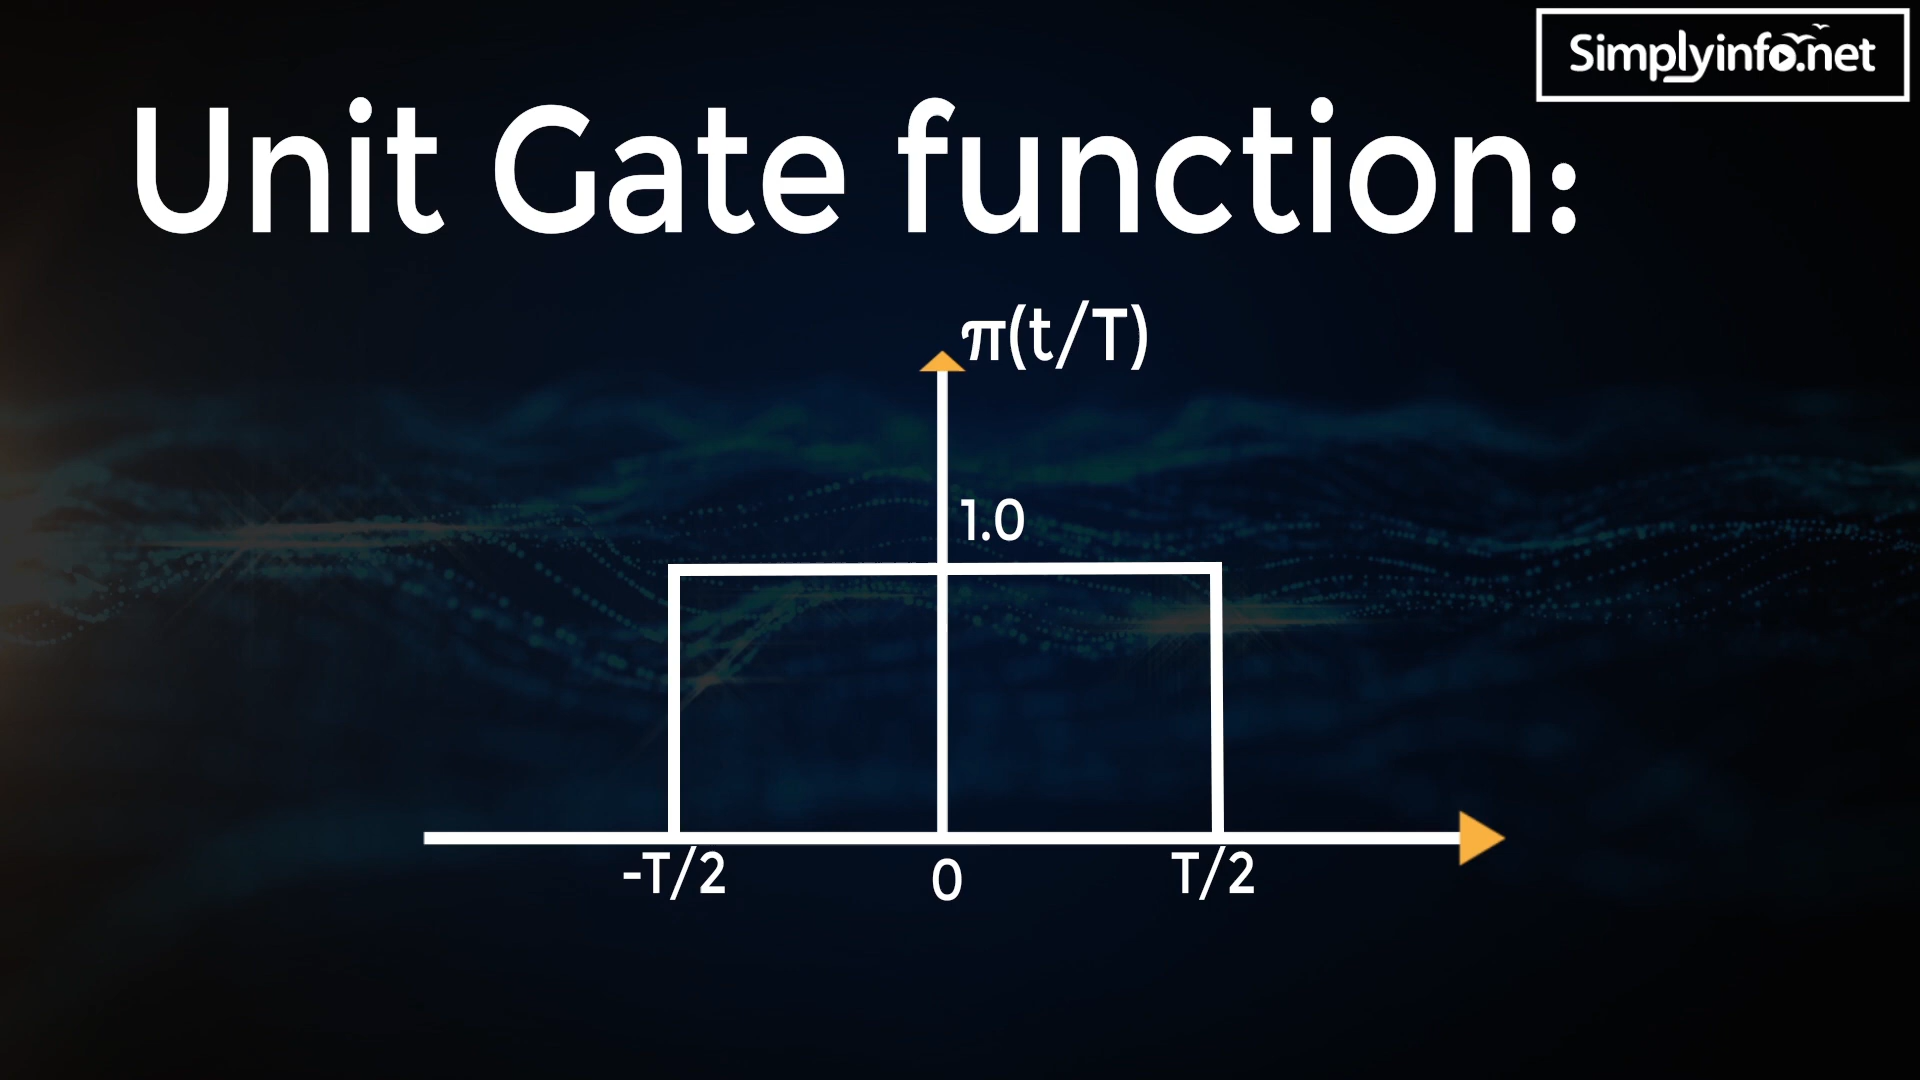 Simplyinfo.net
Unit Gate function:
π(t/T)
1.0
-T/2
0
T/2